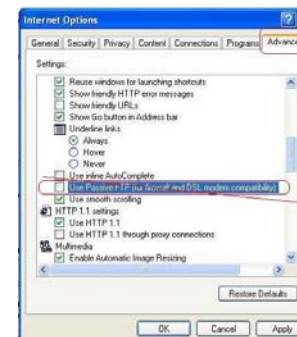 Internet Options
General Security Privacy Content Connections Programs Advance
Settings:
Reuse windows for launching shortcuts
Show friendly HTTP error messages
Show friendly URLs
Show Go button in Address bar
Underline links
Always
Hover
Never
Use inline AutoComplete
Use Passive FTP (for firewall and DSL modem compatibility)
Use smooth scrolling
HTTP 1.1 settings
Use HTTP 1.1
Use HTTP 1.1 through proxy connections
Multimedia
Enable Automatic Image Resizing
Restore Defaults
OK Cancel Apply